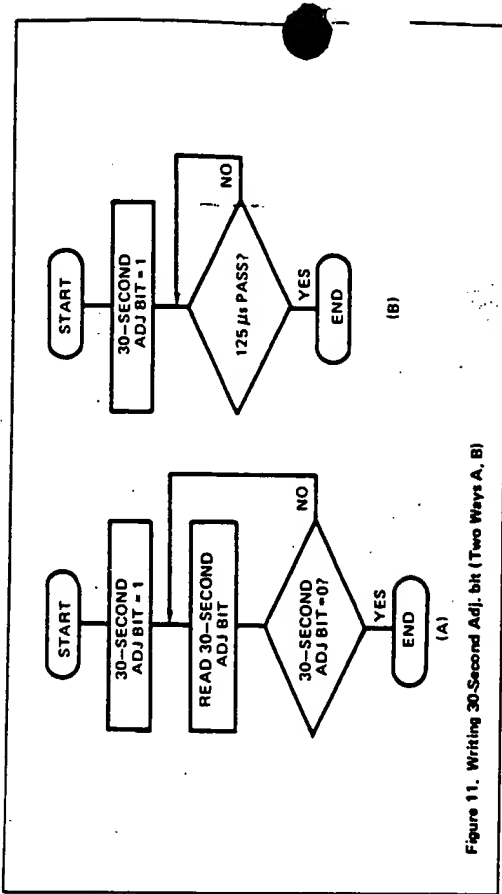 START
30-SECOND
ADJ BIT = 1
READ 30-SECOND
ADJ BIT
30-SECOND
ADJ BIT=0?
NO
YES
END
(A)
START
30-SECOND
ADJ BIT = 1
125 μs PASS?
NO
YES
END
(B)
Figure 11. Writing 30-Second Adj. bit (Two Ways A, B)